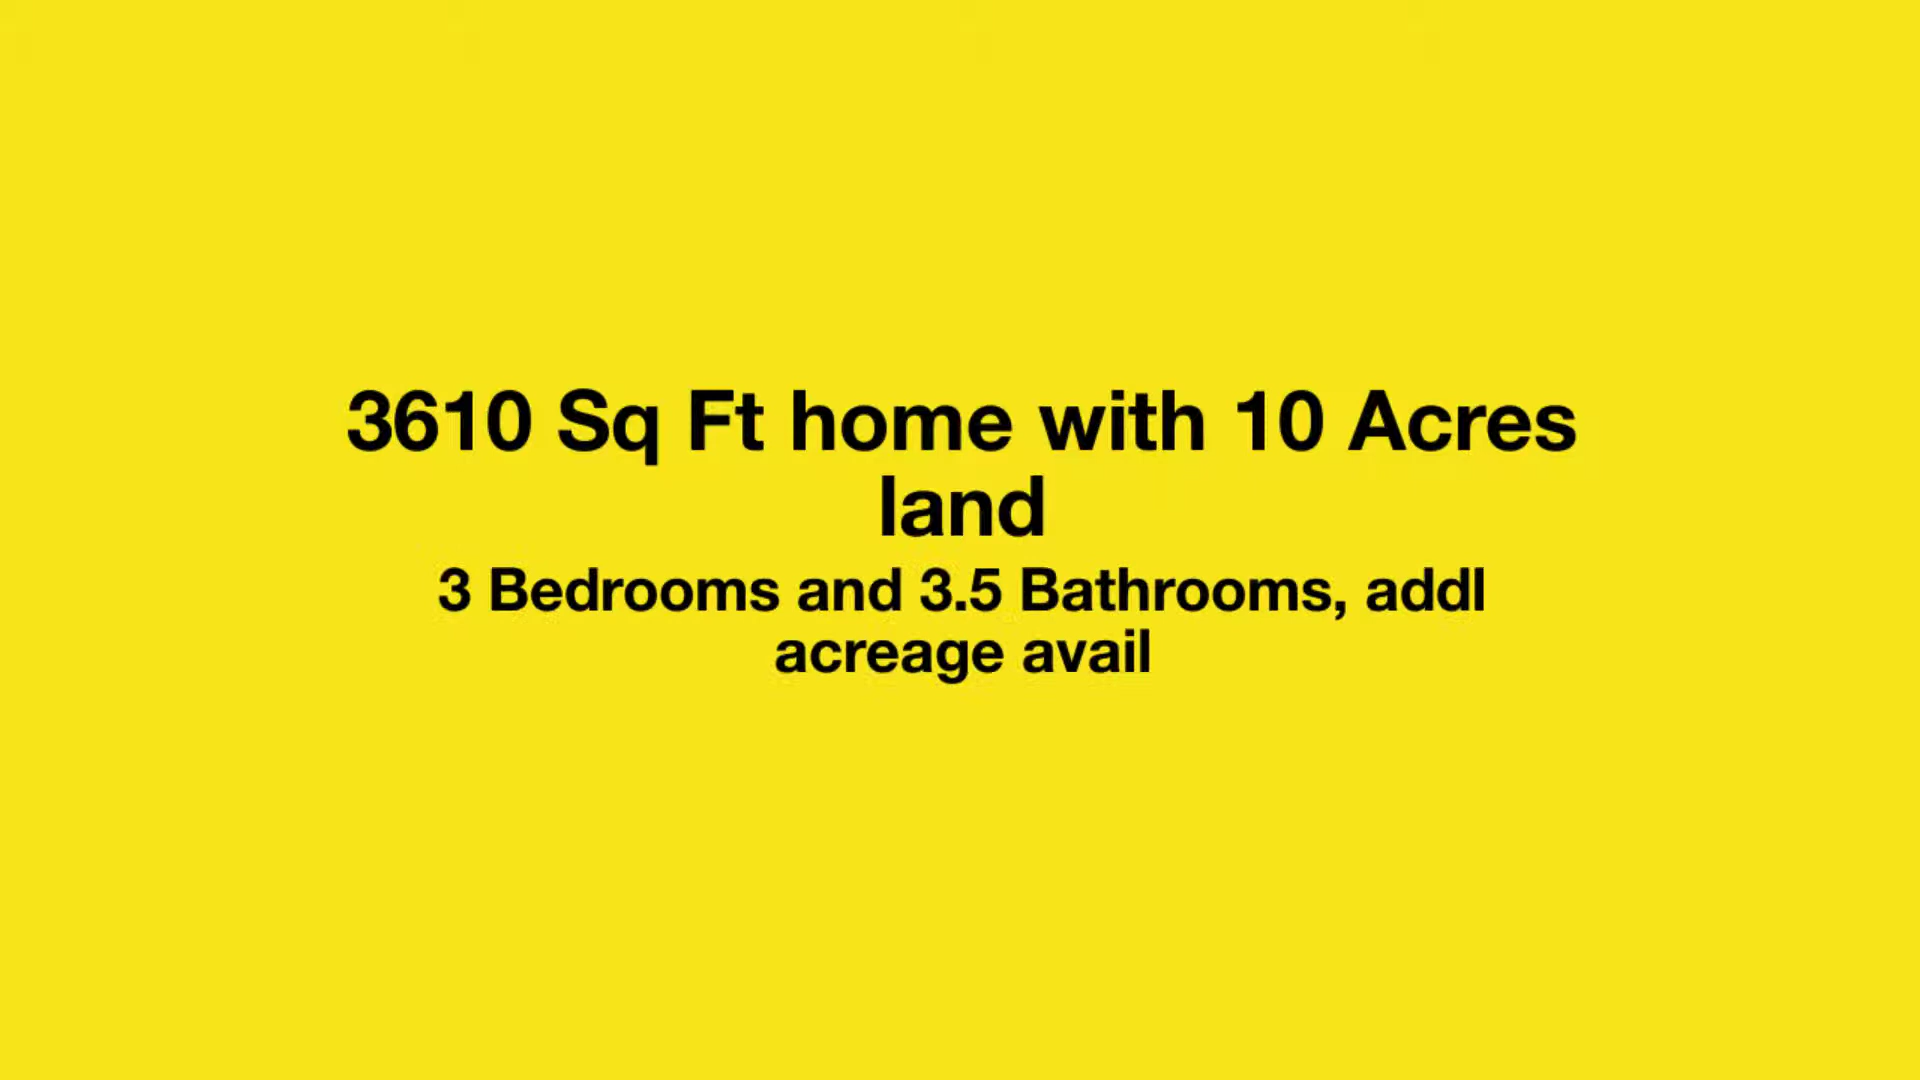 3610 Sq Ft home with 10 Acres
land
3 Bedrooms and 3.5 Bathrooms, addl
acreage avail